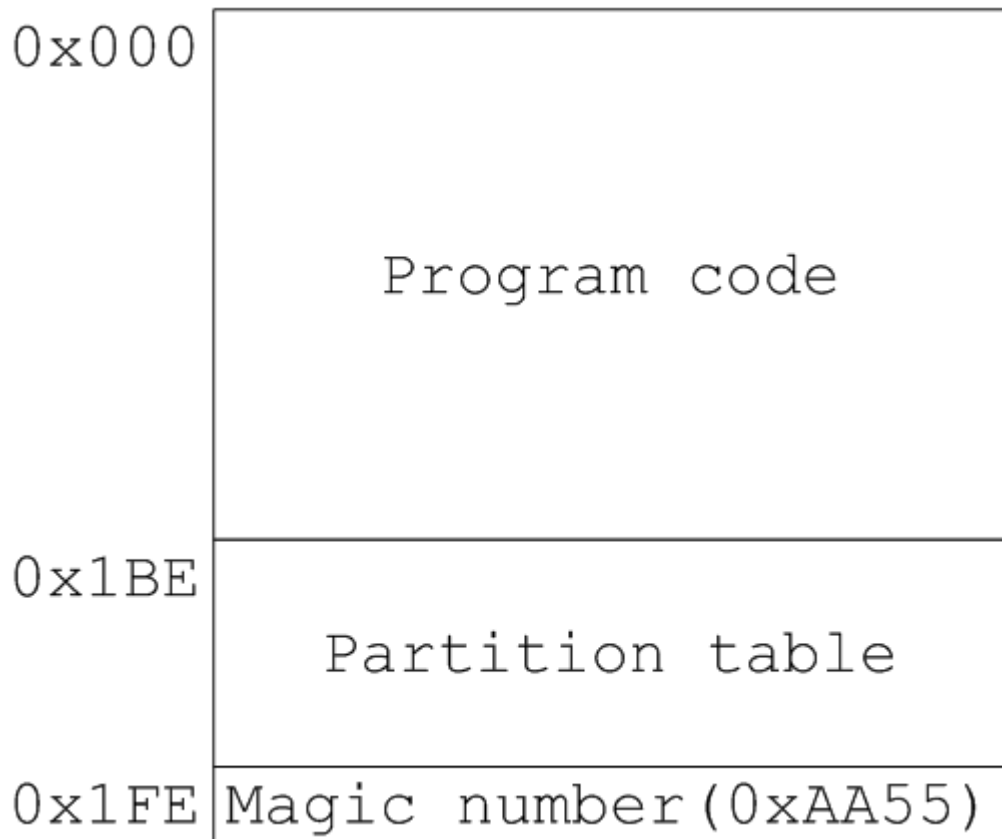 0x000
Program code
0x1BE
Partition table
0x1FE Magic number(0xAA55)